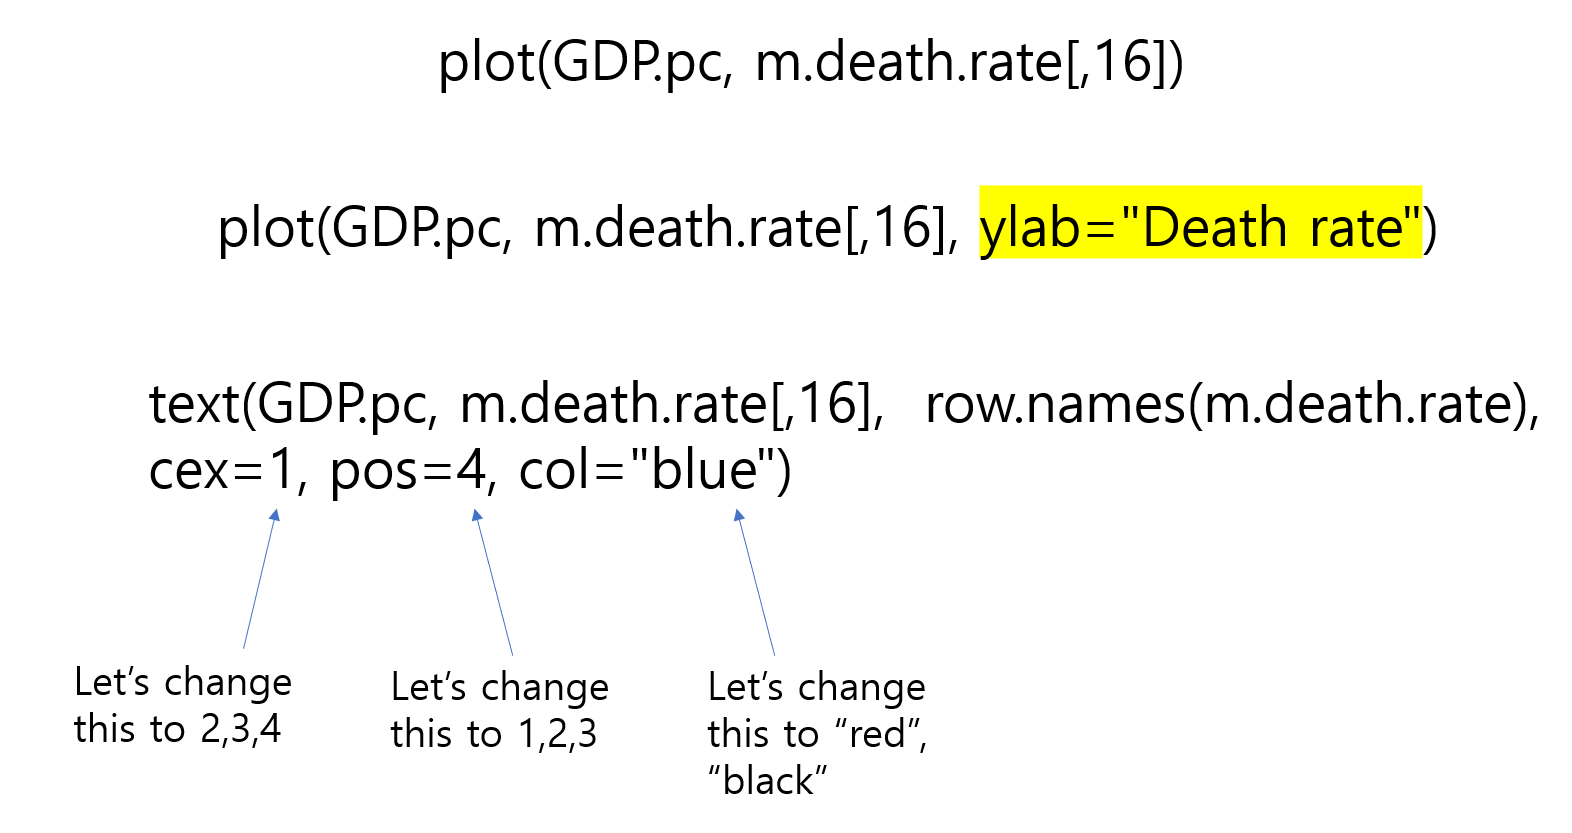 plot(GDP.pc, m.death.rate[,16])
plot(GDP.pc, m.death.rate[,16], ylab="Death rate")
text(GDP.pc, m.death.rate[,16], row.names(m.death.rate),
cex=1, pos=4, col="blue")
Let’s change
this to 2,3,4
Let’s change
this to 1,2,3
Let’s change
this to “red”,
“black”